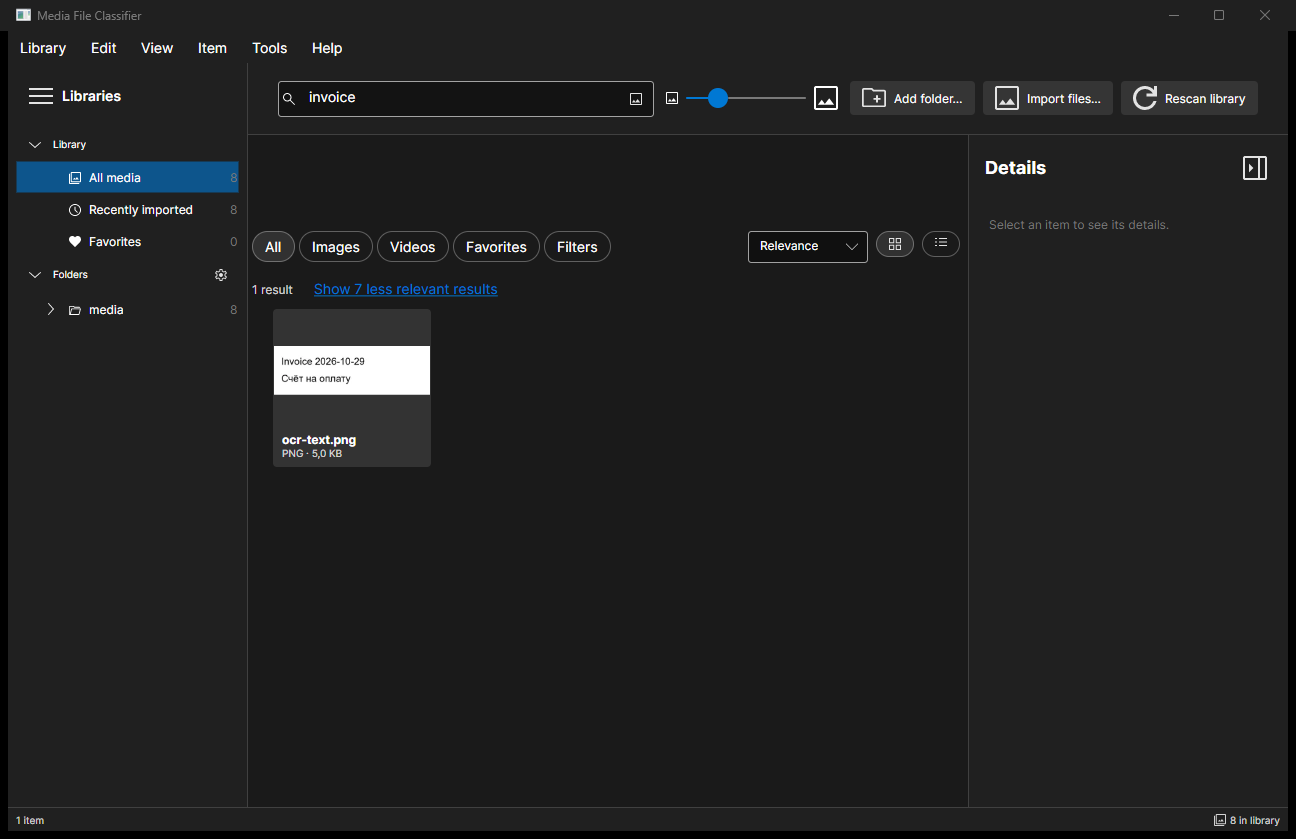 Media File Classifier
Library Edit View Item Tools Help
Libraries
invoice
Add folder...
Import files...
Rescan library
Library
All media 8
Recently imported 8
Favorites 0
Folders
media 8
All Images Videos Favorites Filters
Relevance
1 result Show 7 less relevant results
Invoice 2026-10-29
Счёт на оплату
ocr-text.png
PNG · 5,0 KB
Details
Select an item to see its details.
1 item
8 in library